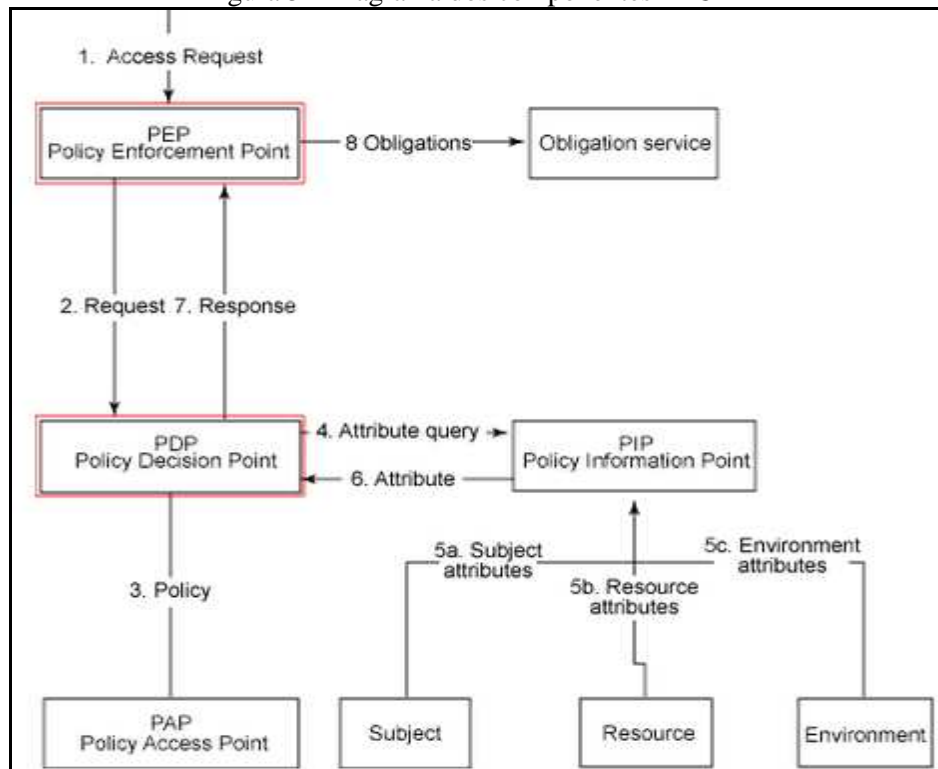 1. Access Request
PEP
Policy Enforcement Point
8 Obligations
Obligation service
2. Request
7. Response
PDP
Policy Decision Point
4. Attribute query
6. Attribute
PIP
Policy Information Point
3. Policy
5a. Subject
attributes
5b. Resource
attributes
5c. Environment
attributes
PAP
Policy Access Point
Subject
Resource
Environment